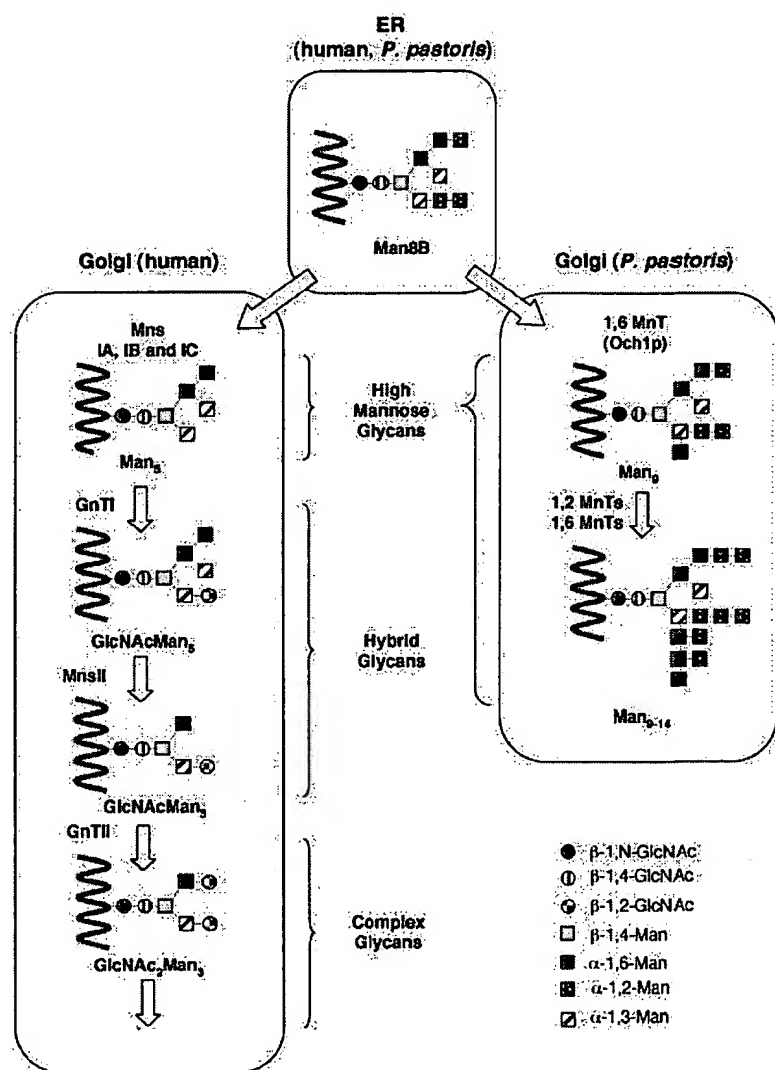 ER
(human, P. pastoris)
Man8B
Golgi (human)
Mns
IA, IB and IC
Man5
GnTI
GlcNAcMan5
MnsII
GlcNAcMan3
GnTII
GlcNAc2Man3
High
Mannose
Glycans
Hybrid
Glycans
Complex
Glycans
Golgi (P. pastoris)
1,6 MnT
(Och1p)
Man9
1,2 MnTs
1,6 MnTs
Man9-14
β-1,N-GlcNAc
β-1,4-GlcNAc
β-1,2-GlcNAc
β-1,4-Man
α-1,6-Man
α-1,2-Man
α-1,3-Man